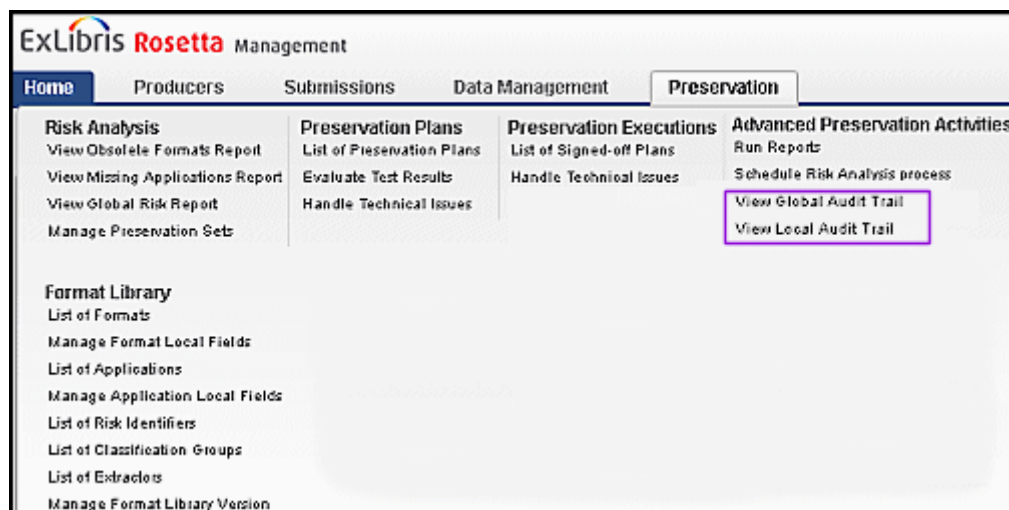 ExLibris Rosetta Management
Home Producers Submissions Data Management Preservation
Risk Analysis
View Obsolete Formats Report
View Missing Applications Report
View Global Risk Report
Manage Preservation Sets
Preservation Plans
List of Preservation Plans
Evaluate Test Results
Handle Technical Issues
Preservation Executions
List of Signed-off Plans
Handle Technical Issues
Advanced Preservation Activities
Run Reports
Schedule Risk Analysis process
View Global Audit Trail
View Local Audit Trail
Format Library
List of Formats
Manage Format Local Fields
List of Applications
Manage Application Local Fields
List of Risk Identifiers
List of Classification Groups
List of Extractors
Manage Format Library Version